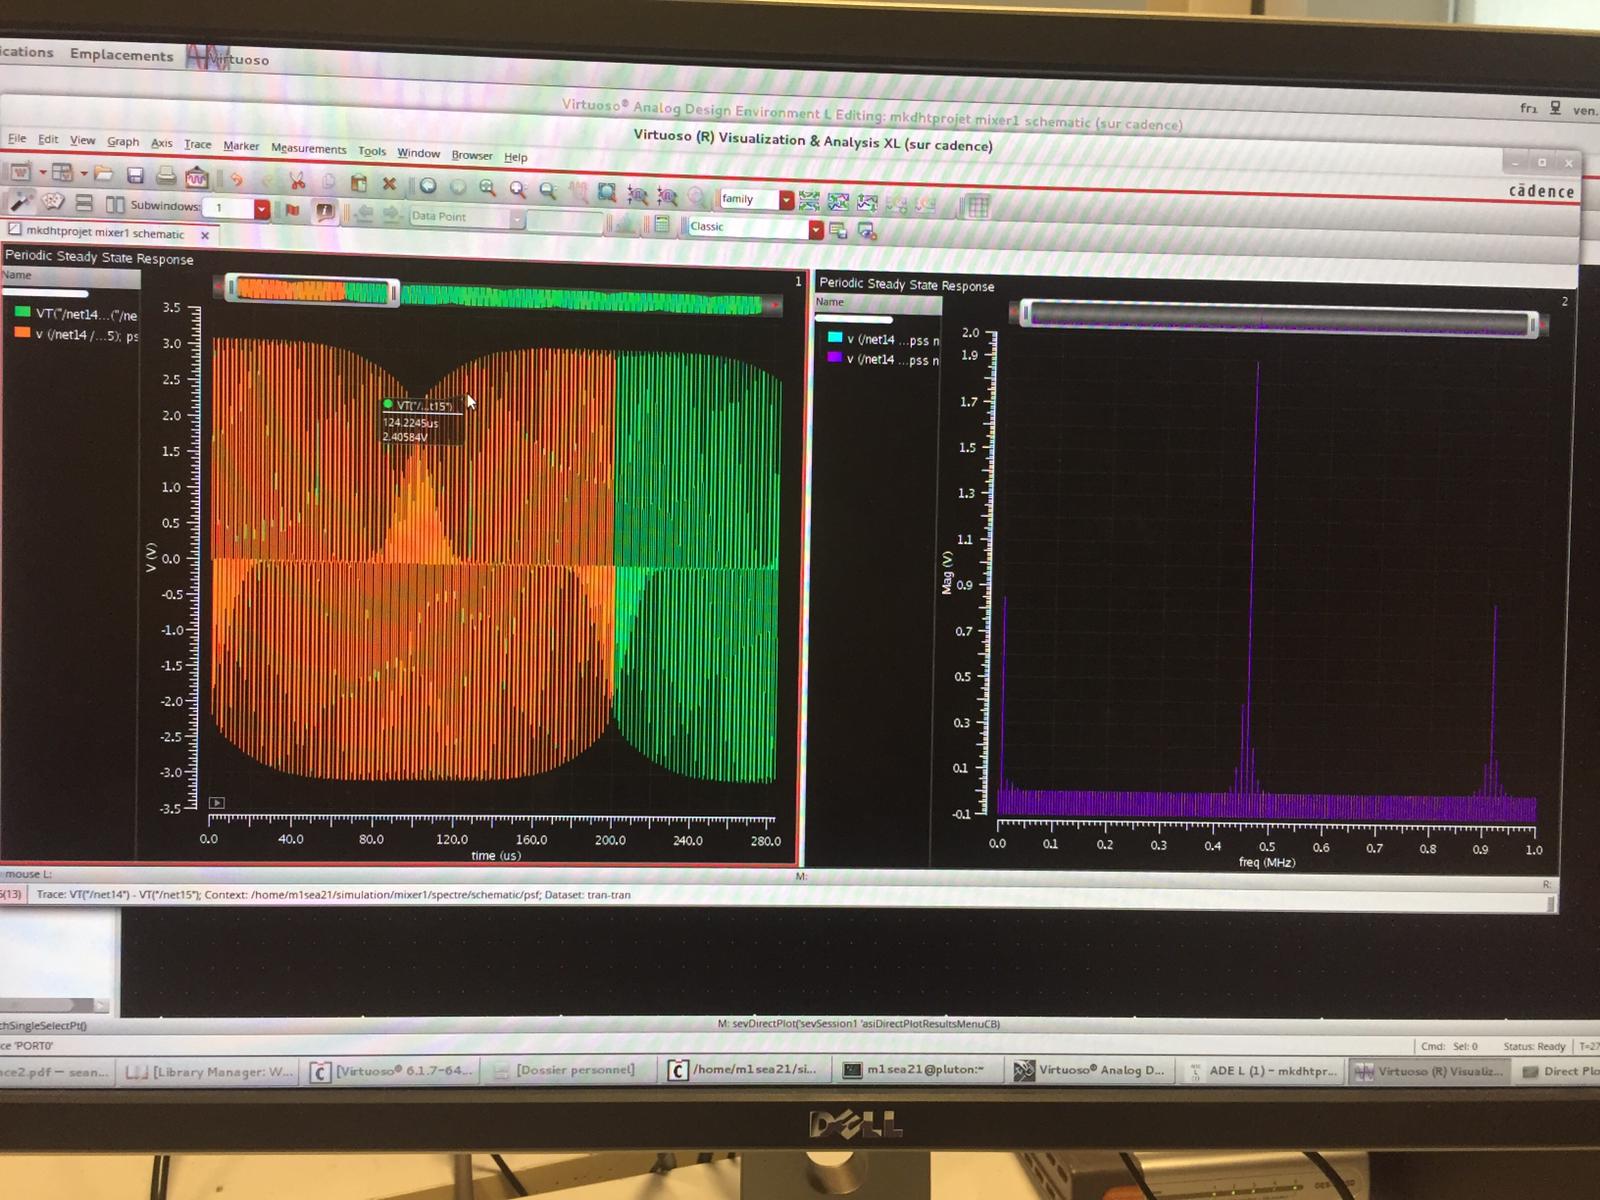 ications Emplacements Virtuoso
fr1 ven.
Virtuoso® Analog Design Environment L Editing: mkdhtprojet mixer1 schematic (sur cadence)
Virtuoso (R) Visualization & Analysis XL (sur cadence)
File Edit View Graph Axis Trace Marker Measurements Tools Window Browser Help
cādence
family
Subwindows: 1 Data Point Classic
mkdhtprojet mixer1 schematic
Periodic Steady State Response
1
Name
VT("/net14...("/ne
v (/net14 /...5); ps
3.5
3.0
2.5
2.0
1.5
1.0
0.5
0.0
-0.5
-1.0
-1.5
-2.0
-2.5
-3.0
-3.5
V (V)
VT("/...t15")
124.2245us
2.40584V
0.0 40.0 80.0 120.0 160.0 200.0 240.0 280.0
time (us)
Periodic Steady State Response
2
Name
v (/net14 ...pss n
v (/net14 ...pss n
2.0
1.9
1.7
1.5
1.3
1.1
0.9
0.7
0.5
0.3
0.1
-0.1
Mag (V)
0.0 0.1 0.2 0.3 0.4 0.5 0.6 0.7 0.8 0.9 1.0
freq (MHz)
mouse L: M: R:
(13) Trace: VT("/net14") - VT("/net15"); Context: /home/m1sea21/simulation/mixer1/spectre/schematic/psf; Dataset: tran-tran
chSingleSelectPt() M: sevDirectPlot('sevSession1 'asiDirectPlotResultsMenuCB)
ce 'PORT0' Cmd: Sel: 0 Status: Ready T=27
ace2.pdf — sean... [Library Manager: W... [Virtuoso® 6.1.7-64... [Dossier personnel] /home/m1sea21/si... m1sea21@pluton:~ Virtuoso® Analog D... ADE L (1) - mkdhtpr... Virtuoso (R) Visualiz... Direct Plo
DELL